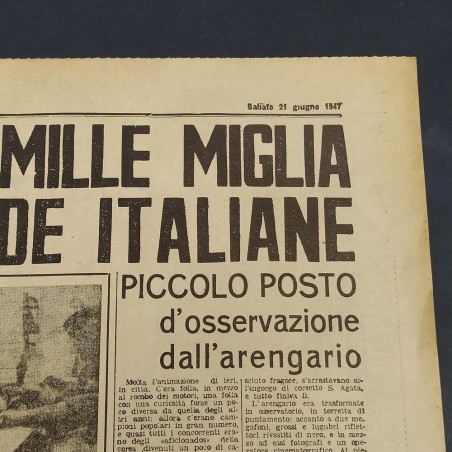 Sabato 21 giugno 1947
MILLE MIGLIA
DE ITALIANE
PICCOLO POSTO
d'osservazione
dall'arengario
Molta l'animazione di ieri,
in città. C'era folla, in mezzo
al rombo dei motori, una folla
con una curiosità forse un po'
diversa da quella degli al-
tri anni: allora c'erano cam-
pioni popolari in gran numero,
e quasi tutti i concorrenti era-
no degli «aficionados» della
corsa, divenuti un poco di ca-
sciuto fragore, s'arrestavano al-
l'ingorgo di corsetto S. Agata,
e tutto finiva lì.
L'arengario era trasformato
in osservatorio, in torretta di
puntamento: accanto a due me-
gafoni, grossi e lugubri riflet-
tori rivestiti di nero, e in mez-
zo ad essi fotografi e un ope-
ratore cinematografico. Al pie-